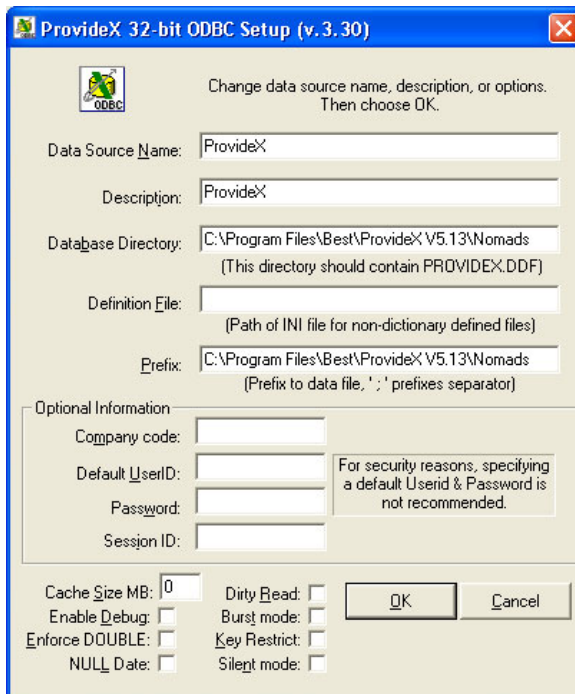 ProvideX 32-bit ODBC Setup (v.3.30)
ODBC
Change data source name, description, or options.
Then choose OK.
Data Source Name: ProvideX
Description: ProvideX
Database Directory: C:\Program Files\Best\ProvideX V5.13\Nomads
(This directory should contain PROVIDEX.DDF)
Definition File:
(Path of INI file for non-dictionary defined files)
Prefix: C:\Program Files\Best\ProvideX V5.13\Nomads
(Prefix to data file, ' ; ' prefixes separator)
Optional Information
Company code:
Default UserID:
Password:
Session ID:
For security reasons, specifying
a default Userid & Password is
not recommended.
Cache Size MB: 0
Enable Debug:
Enforce DOUBLE:
NULL Date:
Dirty Read:
Burst mode:
Key Restrict:
Silent mode:
OK
Cancel